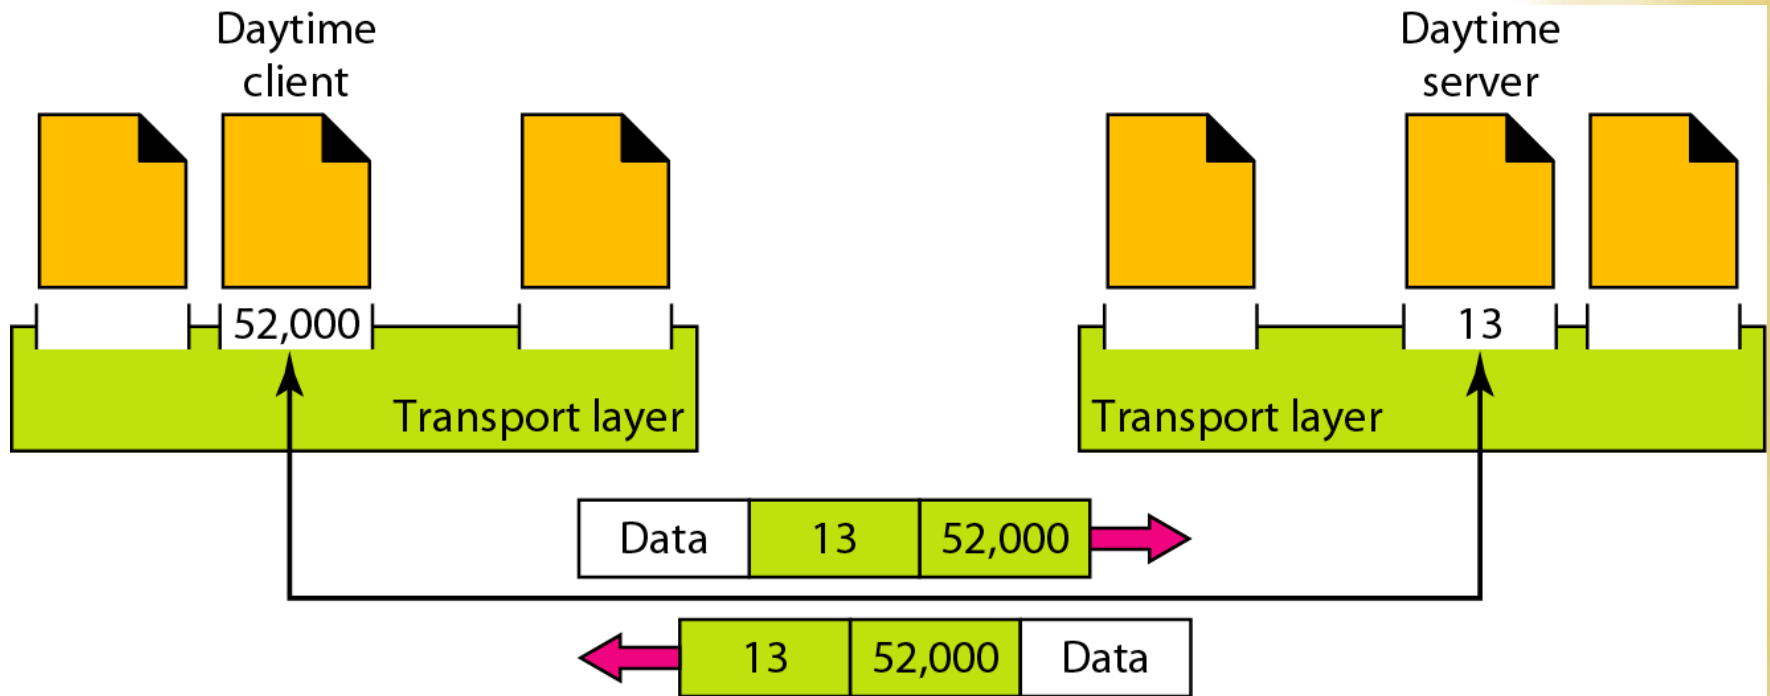 Daytime
client
Daytime
server
52,000
13
Transport layer
Transport layer
Data 13 52,000
13 52,000 Data